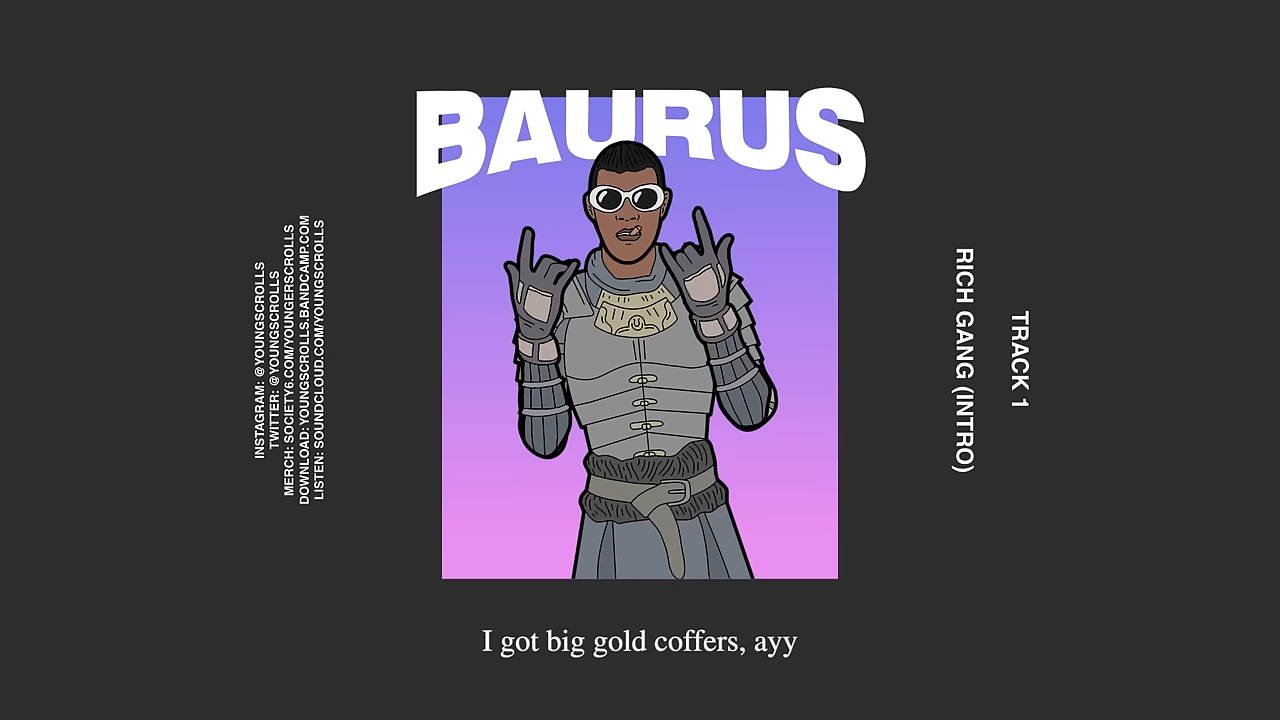 BAURUS
INSTAGRAM: @YOUNGSCROLLS
TWITTER: @YOUNGSCROLLS
MERCH: SOCIETY6.COM/YOUNGERSCROLLS
DOWNLOAD: YOUNGSCROLLS.BANDCAMP.COM
LISTEN: SOUNDCLOUD.COM/YOUNGSCROLLS
TRACK 1
RICH GANG (INTRO)
I got big gold coffers, ayy